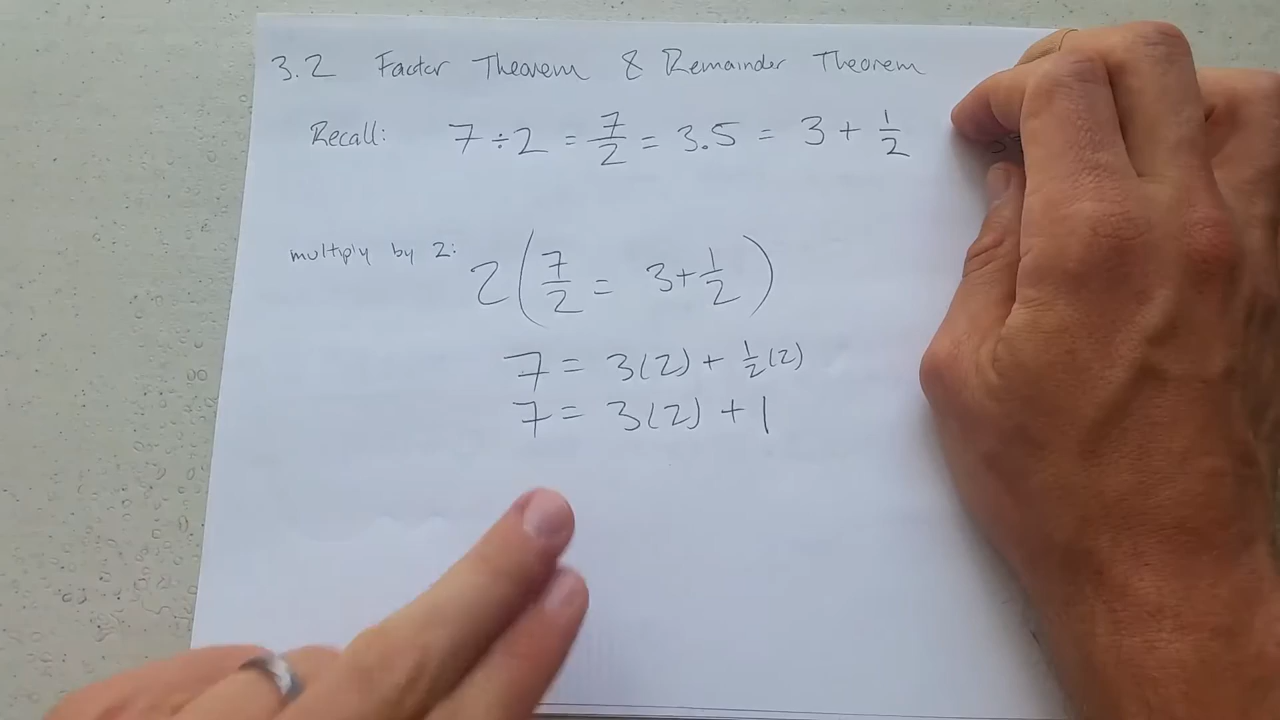 3.2 Factor Theorem & Remainder Theorem
Recall: 7 ÷ 2 = 7/2 = 3.5 = 3 + 1/2
multiply by 2: 2(7/2 = 3+1/2)
7 = 3(2) + 1/2(2)
7 = 3(2) + 1